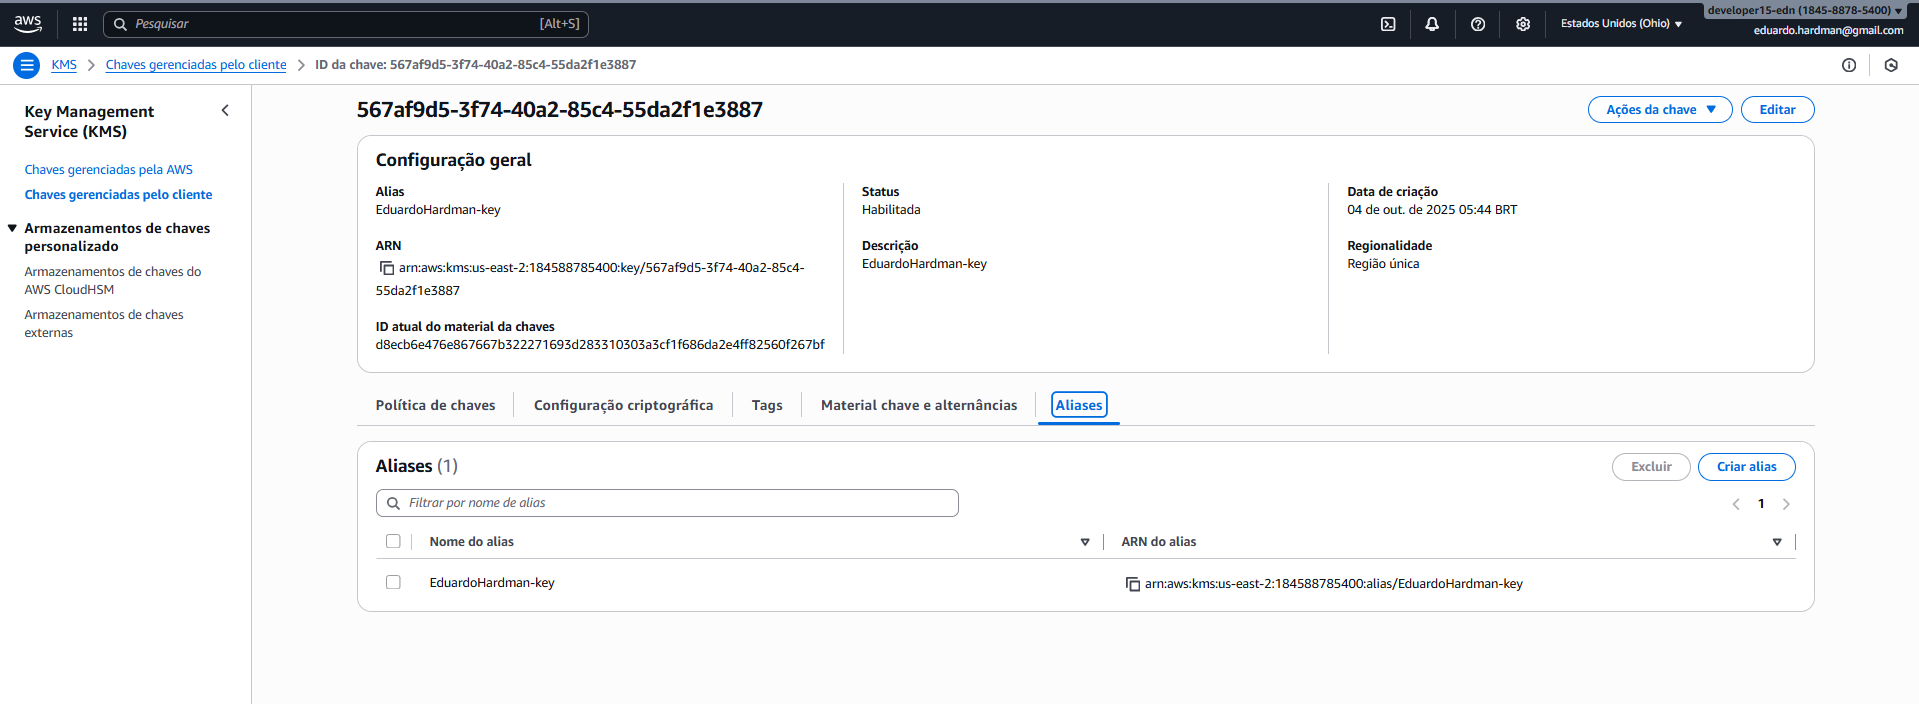 aws
Pesquisar [Alt+S]
Estados Unidos (Ohio)
developer15-edn (1845-8878-5400)
eduardo.hardman@gmail.com
KMS > Chaves gerenciadas pelo cliente > ID da chave: 567af9d5-3f74-40a2-85c4-55da2f1e3887
Key Management
Service (KMS)
Chaves gerenciadas pela AWS
Chaves gerenciadas pelo cliente
Armazenamentos de chaves
personalizado
Armazenamentos de chaves do
AWS CloudHSM
Armazenamentos de chaves
externas
567af9d5-3f74-40a2-85c4-55da2f1e3887
Ações da chave
Editar
Configuração geral
Alias
EduardoHardman-key
ARN
arn:aws:kms:us-east-2:184588785400:key/567af9d5-3f74-40a2-85c4-
55da2f1e3887
ID atual do material da chaves
d8ecb6e476e867667b322271693d283310303a3cf1f686da2e4ff82560f267bf
Status
Habilitada
Descrição
EduardoHardman-key
Data de criação
04 de out. de 2025 05:44 BRT
Regionalidade
Região única
Política de chaves
Configuração criptográfica
Tags
Material chave e alternâncias
Aliases
Aliases (1)
Excluir
Criar alias
Filtrar por nome de alias
1
Nome do alias
ARN do alias
EduardoHardman-key
arn:aws:kms:us-east-2:184588785400:alias/EduardoHardman-key